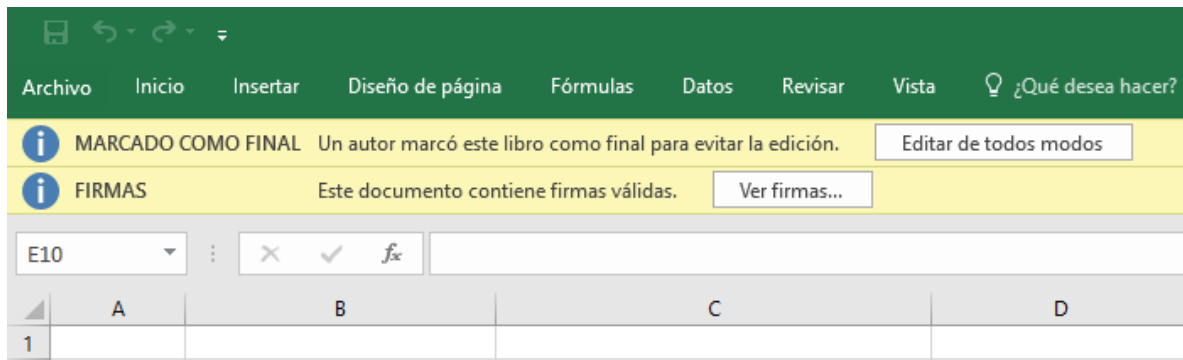 Archivo Inicio Insertar Diseño de página Fórmulas Datos Revisar Vista ¿Qué desea hacer?
MARCADO COMO FINAL Un autor marcó este libro como final para evitar la edición. Editar de todos modos
FIRMAS Este documento contiene firmas válidas. Ver firmas...
E10 fx
A B C D
1